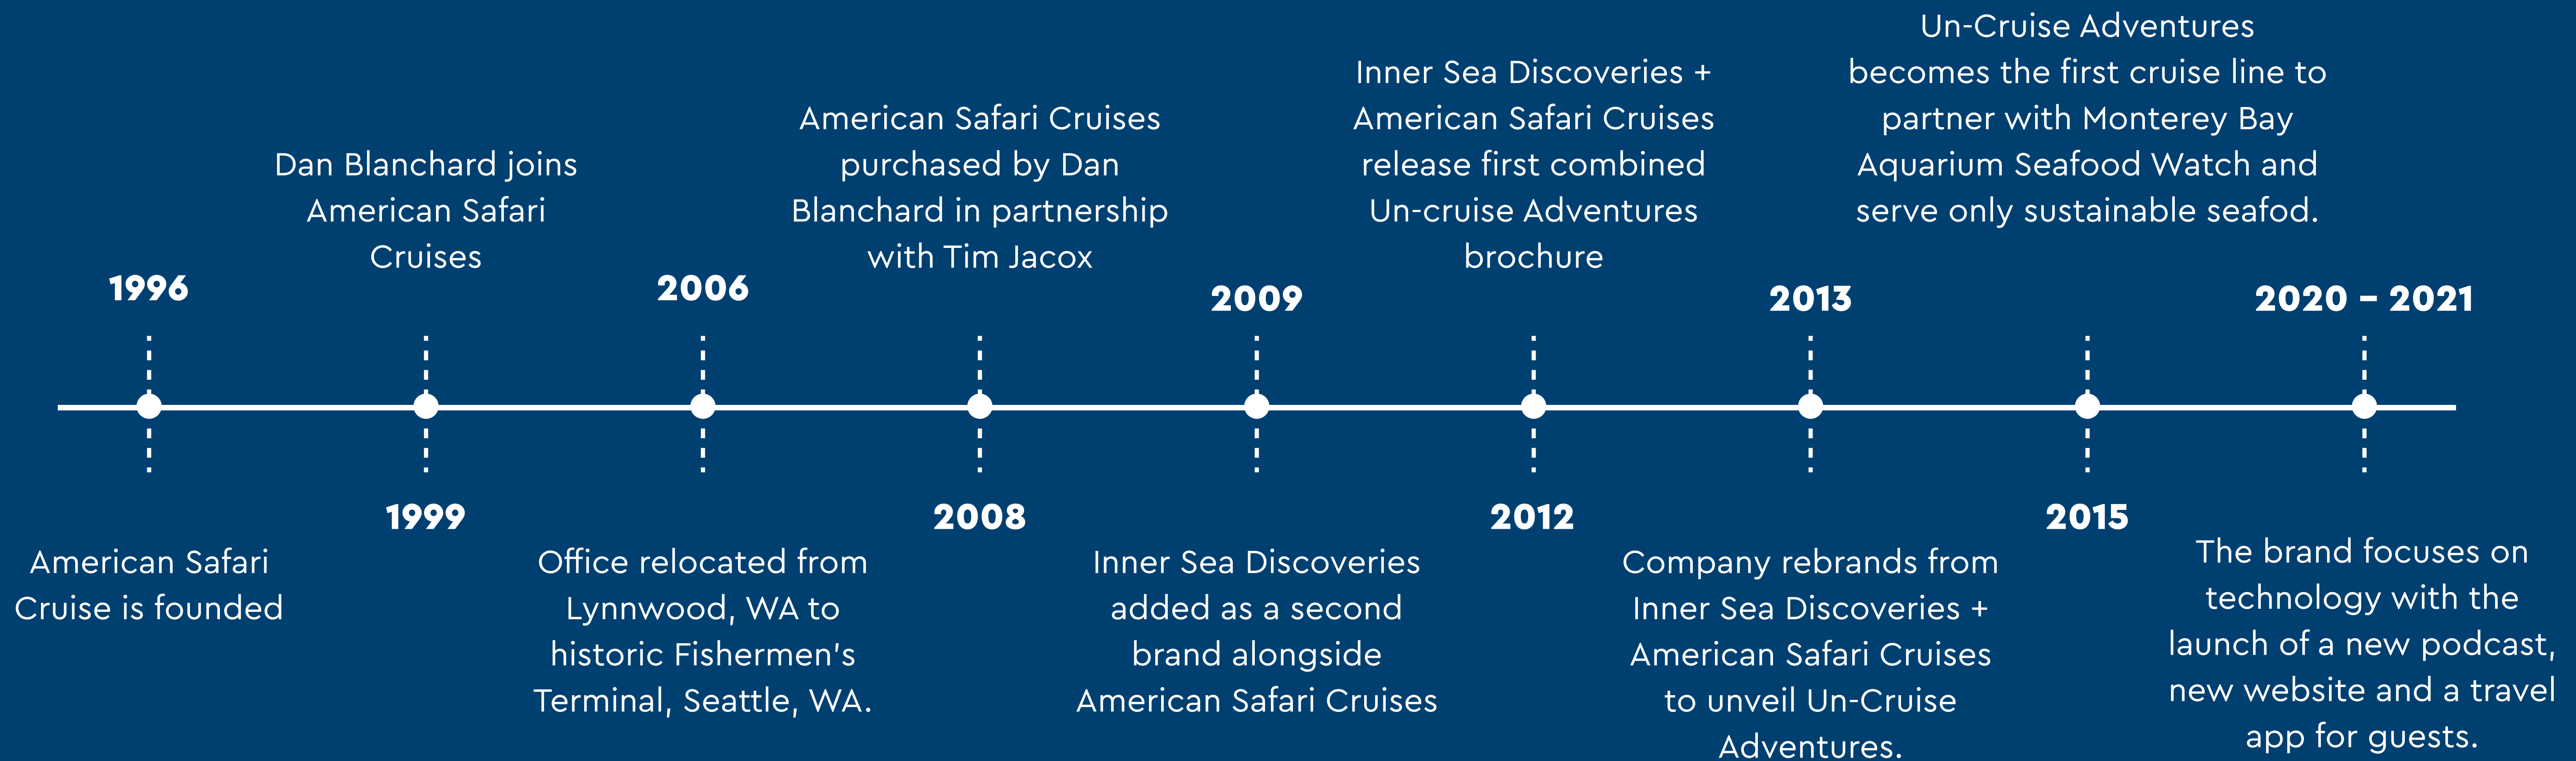 1996
American Safari
Cruise is founded
Dan Blanchard joins
American Safari
Cruises
1999
2006
Office relocated from
Lynnwood, WA to
historic Fishermen's
Terminal, Seattle, WA.
American Safari Cruises
purchased by Dan
Blanchard in partnership
with Tim Jacox
2008
2009
Inner Sea Discoveries
added as a second
brand alongside
American Safari Cruises
Inner Sea Discoveries +
American Safari Cruises
release first combined
Un-cruise Adventures
brochure
2012
2013
Company rebrands from
Inner Sea Discoveries +
American Safari Cruises
to unveil Un-Cruise
Adventures.
Un-Cruise Adventures
becomes the first cruise line to
partner with Monterey Bay
Aquarium Seafood Watch and
serve only sustainable seafod.
2015
2020 – 2021
The brand focuses on
technology with the
launch of a new podcast,
new website and a travel
app for guests.